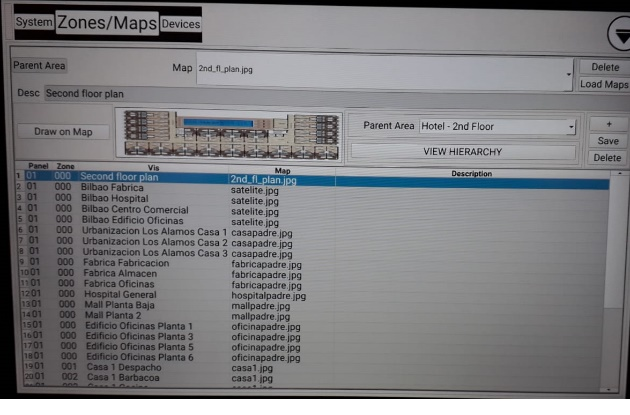 System Zones/Maps Devices
Parent Area Map 2nd_fl_plan.jpg Delete
Load Maps
Desc Second floor plan
Draw on Map Parent Area Hotel - 2nd Floor +
Save
VIEW HIERARCHY Delete
Panel Zone Vis Map Description
1 01 000 Second floor plan 2nd_fl_plan.jpg
2 01 000 Bilbao Fabrica satelite.jpg
3 01 000 Bilbao Hospital satelite.jpg
4 01 000 Bilbao Centro Comercial satelite.jpg
5 01 000 Bilbao Edificio Oficinas satelite.jpg
6 01 000 Urbanizacion Los Alamos Casa 1 casapadre.jpg
7 01 000 Urbanizacion Los Alamos Casa 2 casapadre.jpg
8 01 000 Urbanizacion Los Alamos Casa 3 casapadre.jpg
9 01 000 Fabrica Fabricacion fabricapadre.jpg
10 01 000 Fabrica Almacen fabricapadre.jpg
11 01 000 Fabrica Oficinas fabricapadre.jpg
12 01 000 Hospital General hospitalpadre.jpg
13 01 000 Mall Planta Baja mallpadre.jpg
14 01 000 Mall Planta 2 mallpadre.jpg
15 01 000 Edificio Oficinas Planta 1 oficinapadre.jpg
16 01 000 Edificio Oficinas Planta 3 oficinapadre.jpg
17 01 000 Edificio Oficinas Planta 5 oficinapadre.jpg
18 01 000 Edificio Oficinas Planta 6 oficinapadre.jpg
19 01 001 Casa 1 Despacho casa1.jpg
20 01 002 Casa 1 Barbacoa casa1.jpg